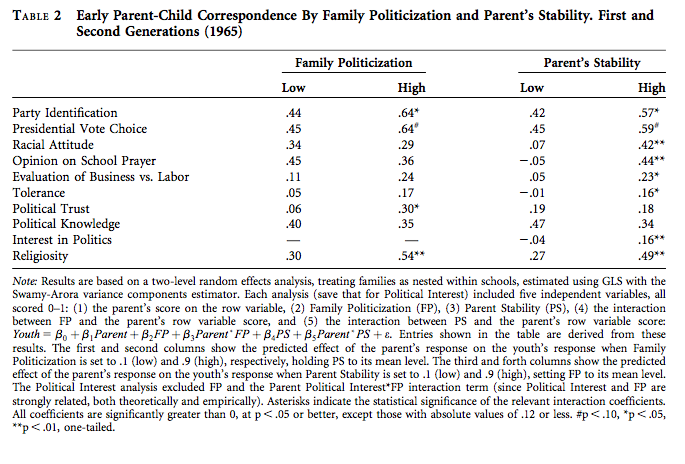 TABLE 2 Early Parent-Child Correspondence By Family Politicization and Parent's Stability. First and
Second Generations (1965)
Family Politicization Parent's Stability
Low High Low High
Party Identification .44 .64* .42 .57*
Presidential Vote Choice .45 .64# .45 .59#
Racial Attitude .34 .29 .07 .42**
Opinion on School Prayer .45 .36 −.05 .44**
Evaluation of Business vs. Labor .11 .24 .05 .23*
Tolerance .05 .17 −.01 .16*
Political Trust .06 .30* .19 .18
Political Knowledge .40 .35 .47 .34
Interest in Politics — — −.04 .16**
Religiosity .30 .54** .27 .49**
Note: Results are based on a two-level random effects analysis, treating families as nested within schools, estimated using GLS with the
Swamy-Arora variance components estimator. Each analysis (save that for Political Interest) included five independent variables, all
scored 0–1: (1) the parent's score on the row variable, (2) Family Politicization (FP), (3) Parent Stability (PS), (4) the interaction
between FP and the parent's row variable score, and (5) the interaction between PS and the parent's row variable score:
Youth = β0 + β1Parent + β2FP + β3Parent*FP + β4PS + β5Parent*PS + ε. Entries shown in the table are derived from these
results. The first and second columns show the predicted effect of the parent's response on the youth's response when Family
Politicization is set to .1 (low) and .9 (high), respectively, holding PS to its mean level. The third and forth columns show the predicted
effect of the parent's response on the youth's response when Parent Stability is set to .1 (low) and .9 (high), setting FP to its mean level.
The Political Interest analysis excluded FP and the Parent Political Interest*FP interaction term (since Political Interest and FP are
strongly related, both theoretically and empirically). Asterisks indicate the statistical significance of the relevant interaction coefficients.
All coefficients are significantly greater than 0, at p < .05 or better, except those with absolute values of .12 or less. #p < .10, *p < .05,
**p < .01, one-tailed.